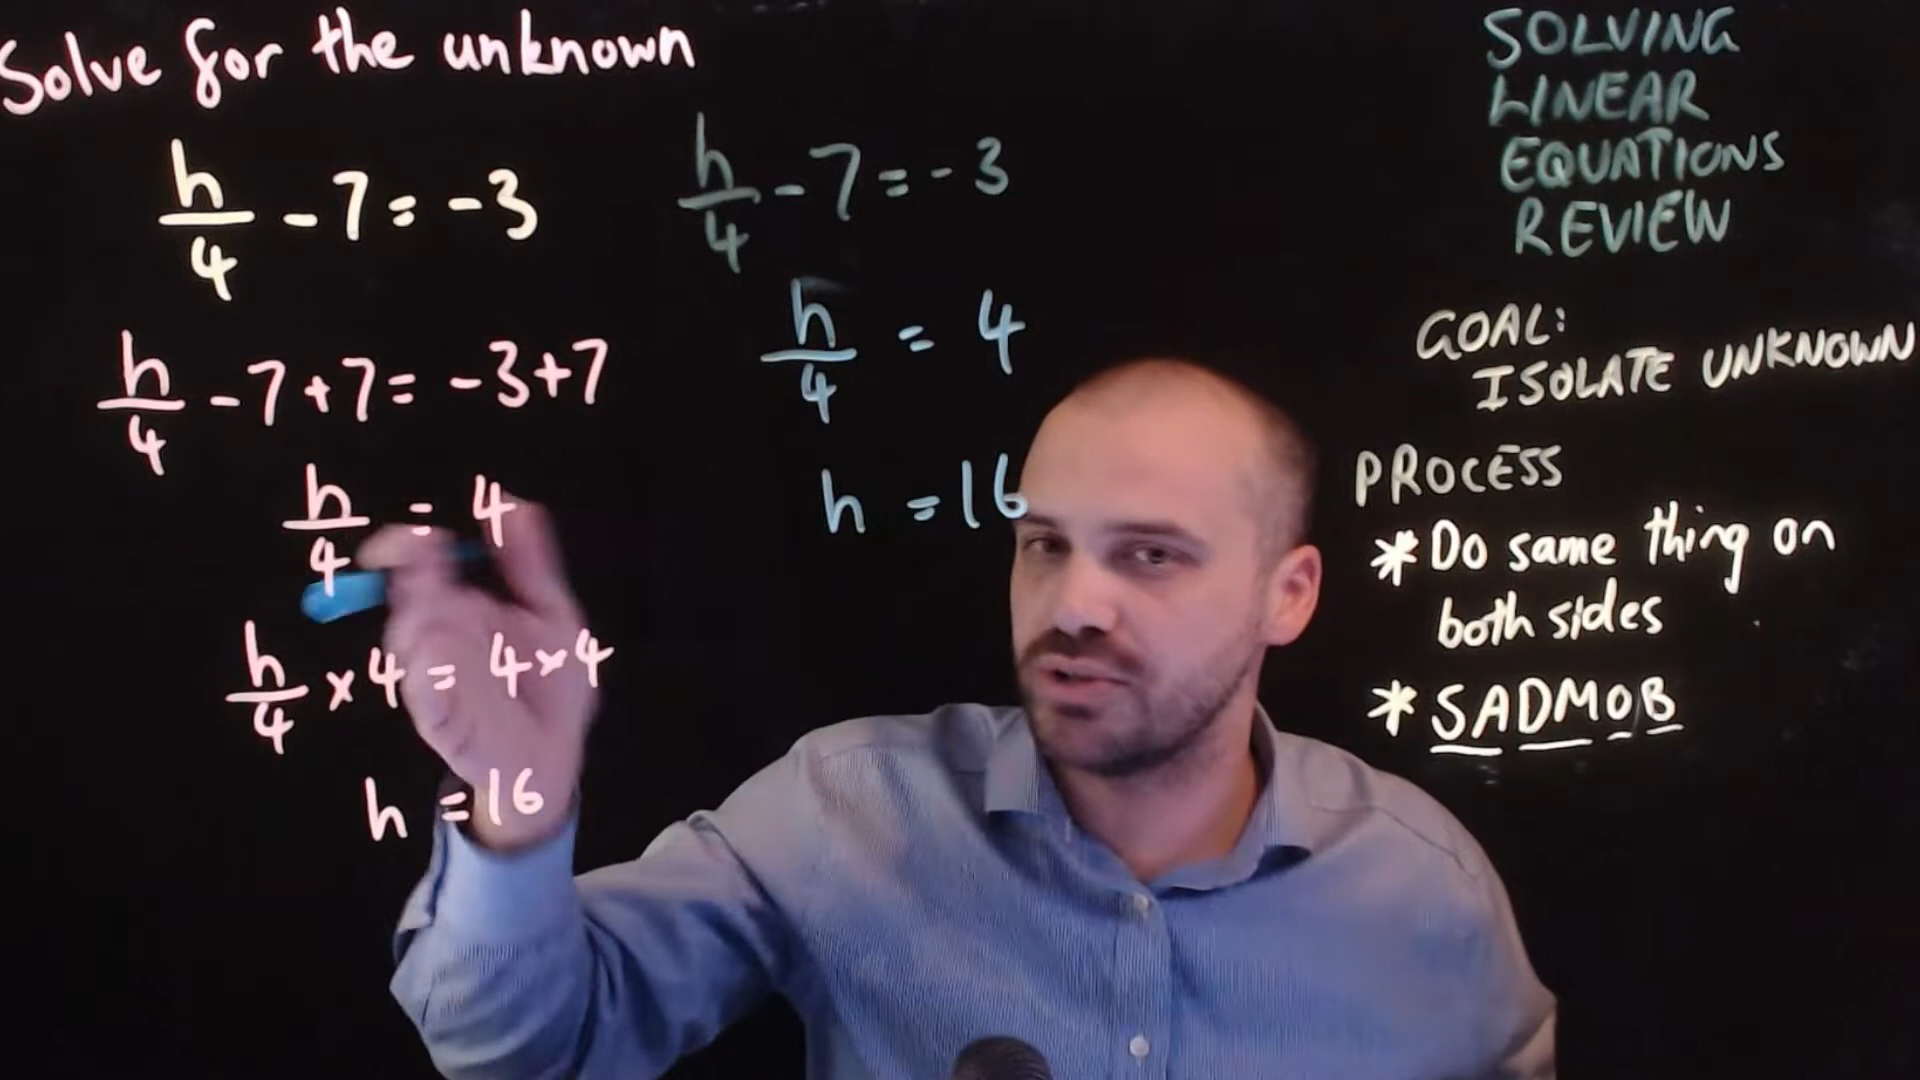 Solve for the unknown
h/4 - 7 = -3
h/4 - 7 + 7 = -3 + 7
h/4 = 4
h/4 × 4 = 4 × 4
h = 16
h/4 - 7 = -3
h/4 = 4
h = 16
SOLVING
LINEAR
EQUATIONS
REVIEW
GOAL:
ISOLATE UNKNOWN
PROCESS
* Do same thing on
both sides
* SADMOB